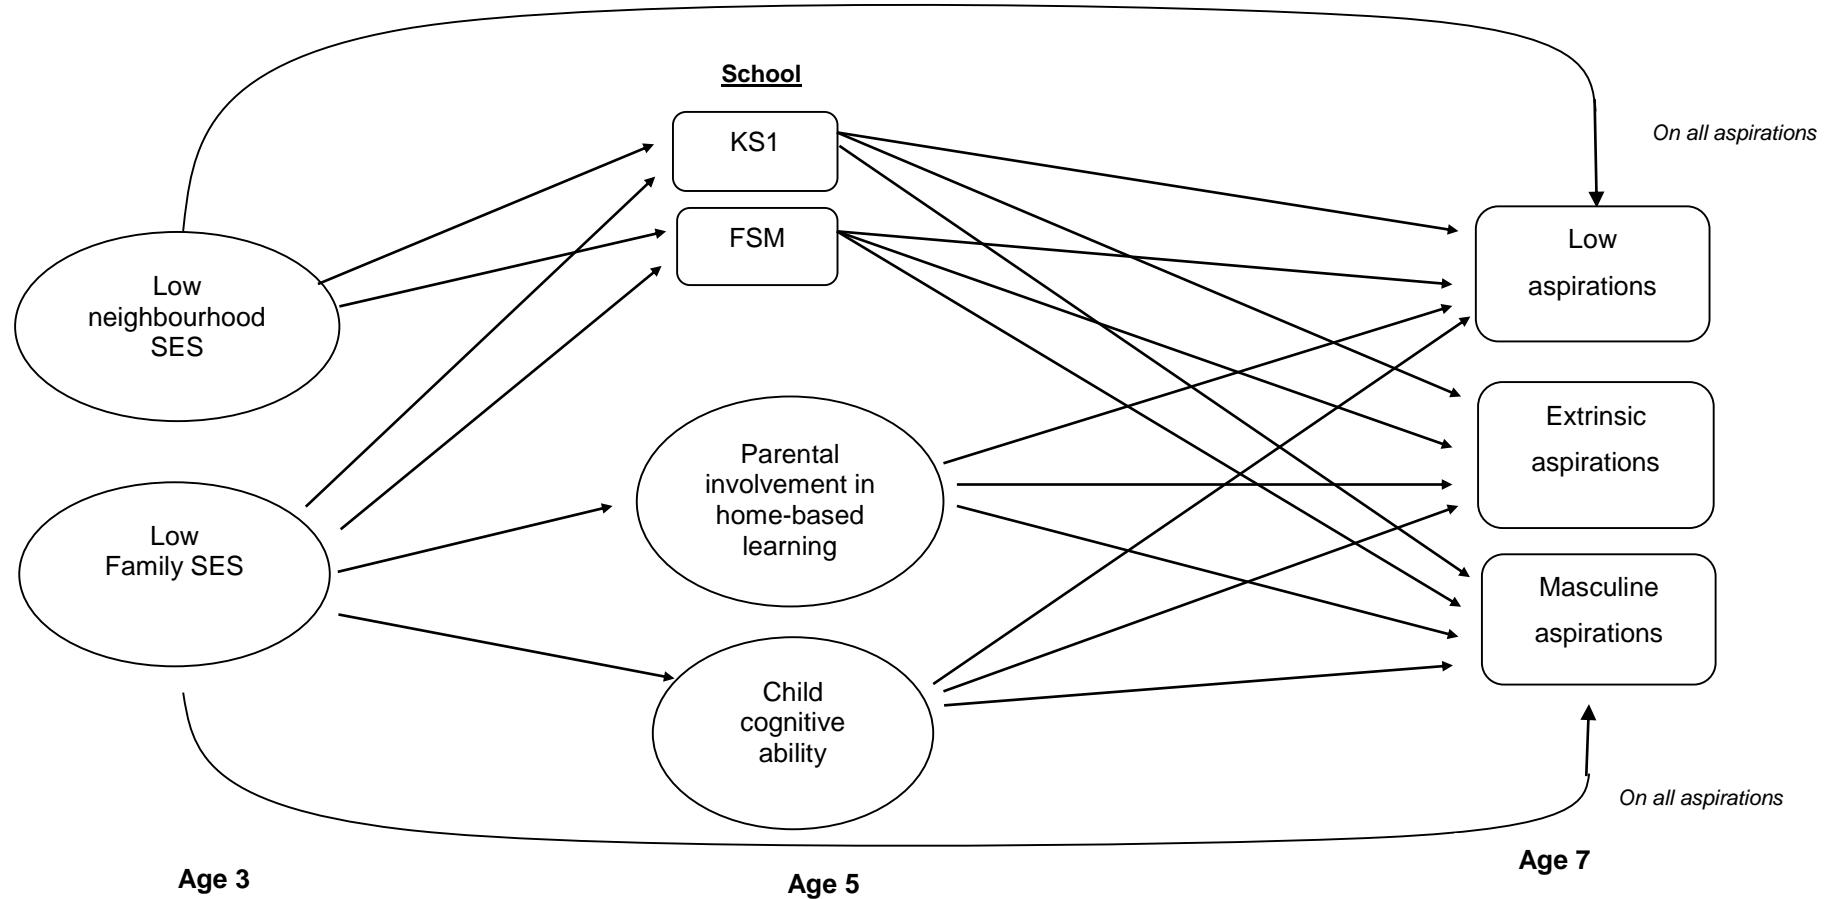 School
KS1
On all aspirations
FSM
Low
aspirations
Low
neighbourhood
SES
Extrinsic
aspirations
Parental
involvement in
home-based
learning
Low
Family SES
Masculine
aspirations
Child
cognitive
ability
On all aspirations
Age 3
Age 5
Age 7